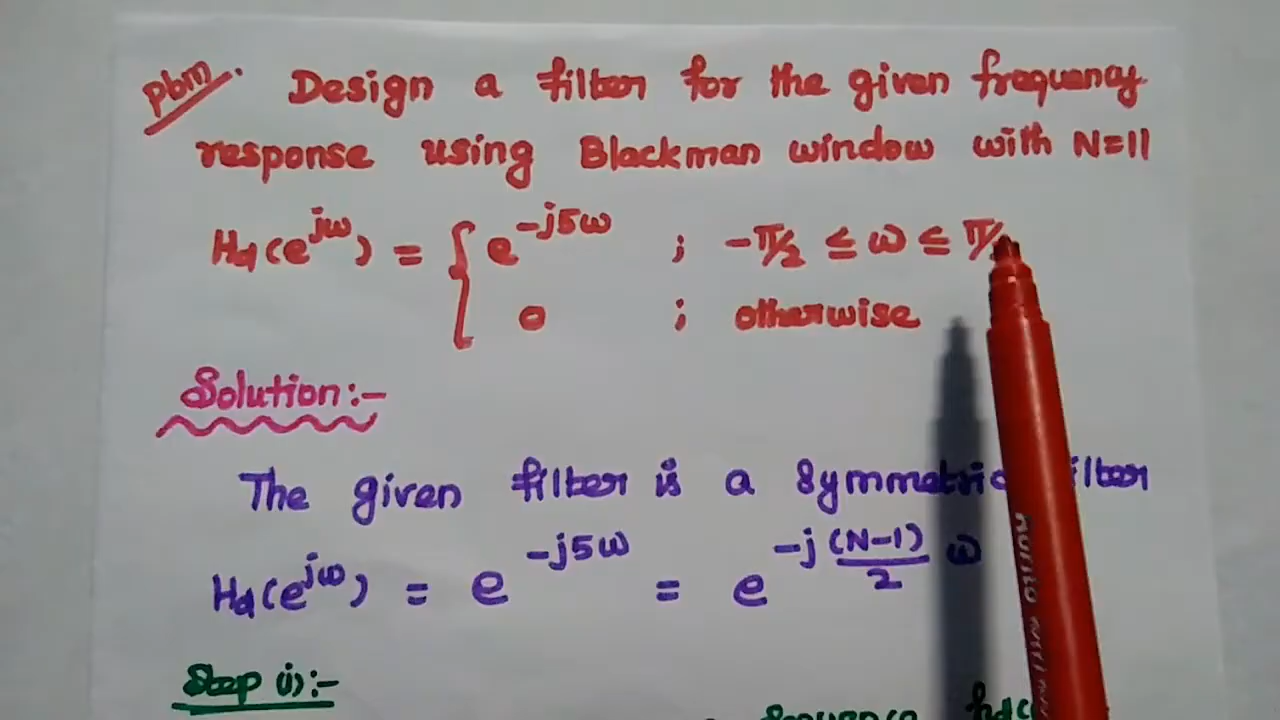 Pbm.
Design a filter for the given frequency
response using Blackman window with N=11
Hd(e^jω) = { e^-j5ω ; -π/2 ≤ ω ≤ π/
0 ; otherwise
Solution:-
The given filter is a symmetric filter
Hd(e^jω) = e^-j5ω = e^-j(N-1)/2 ω
Step (i):-